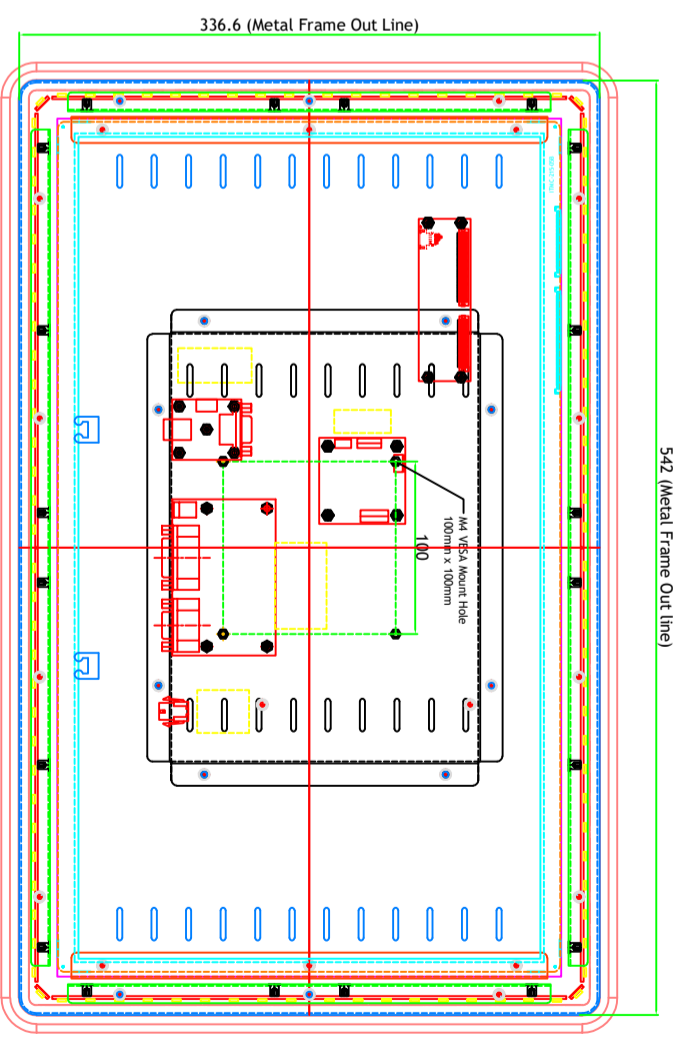 336.6 (Metal Frame Out Line)
542 (Metal Frame Out line)
M4 VESA Mount Hole
100mm x 100mm
100